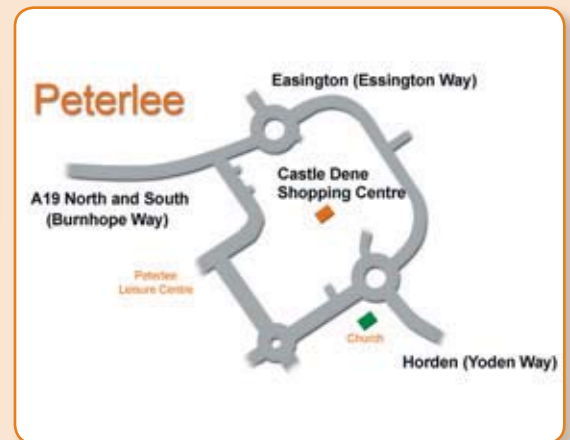 Peterlee
Easington (Essington Way)
Castle Dene
Shopping Centre
A19 North and South
(Burnhope Way)
Peterlee
Leisure Centre
Church
Horden (Yoden Way)